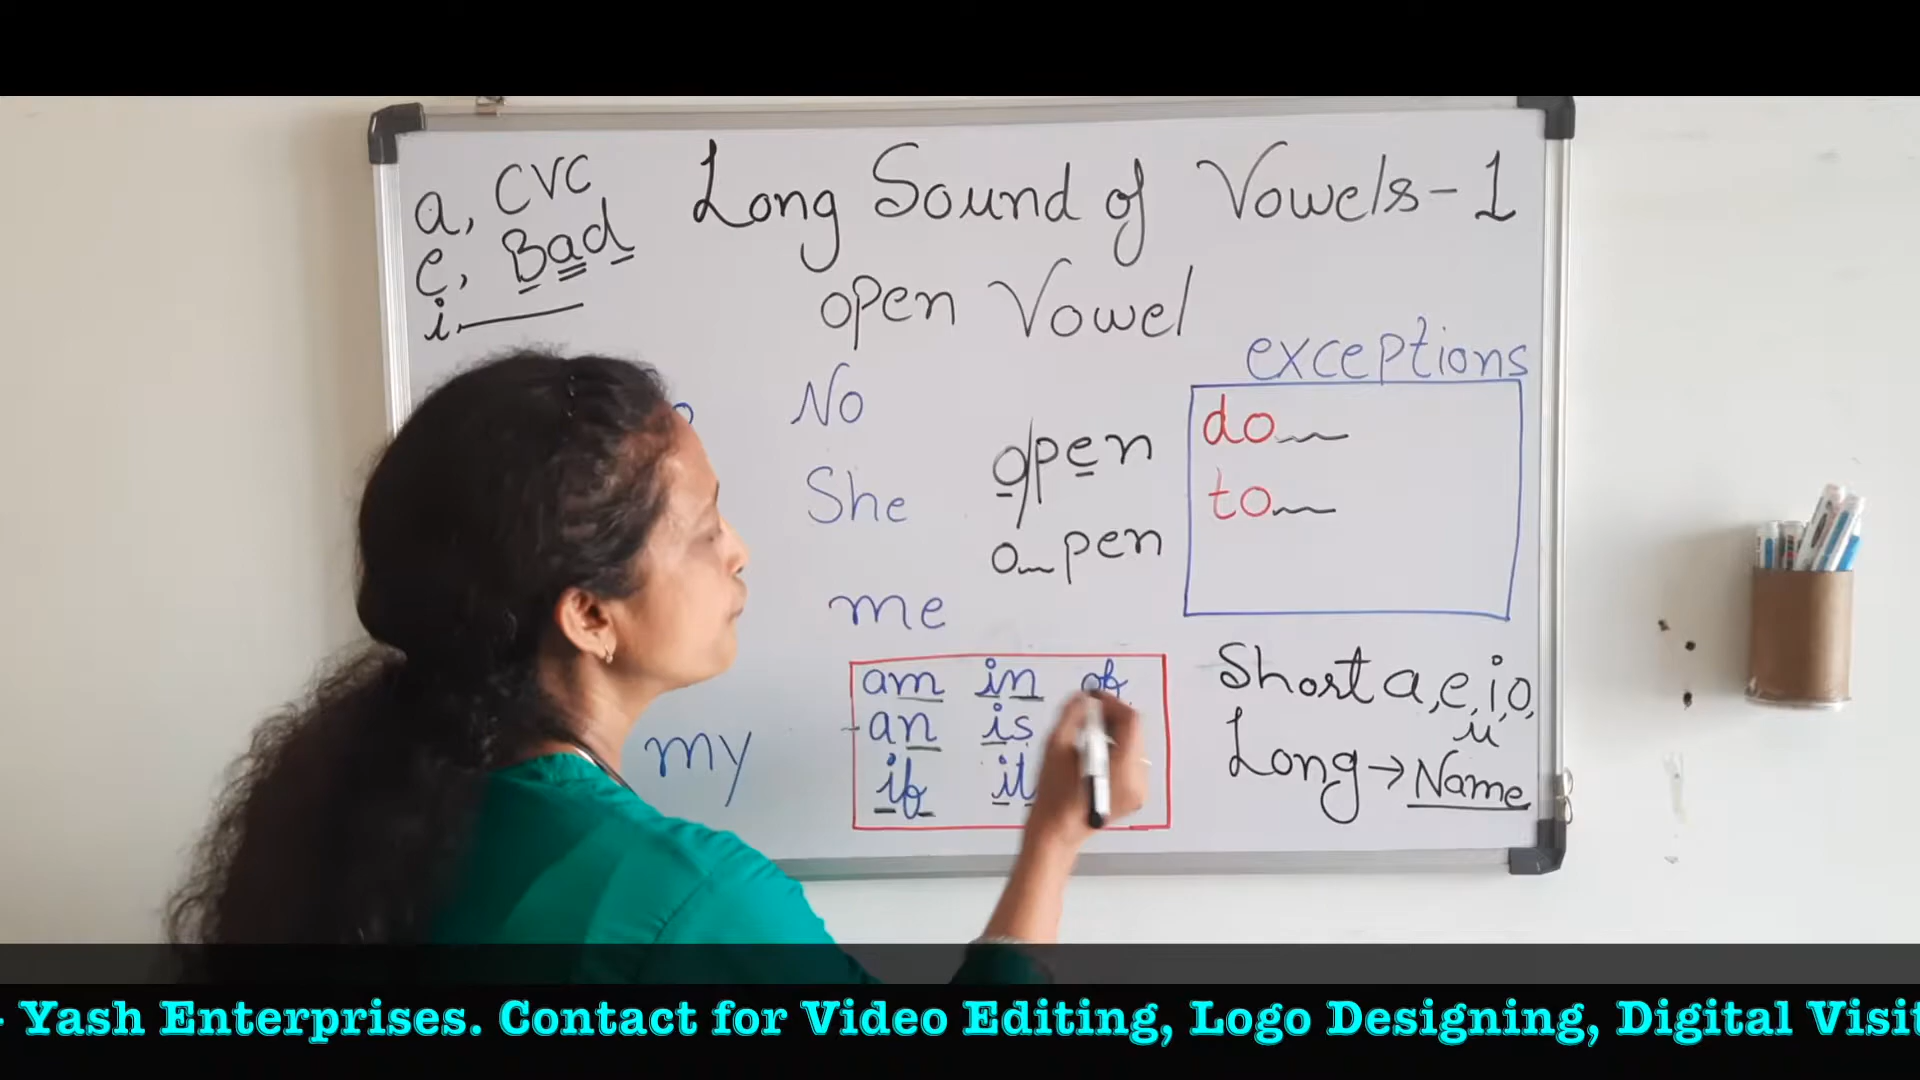 a, CVC
e, Bad
i,
Long Sound of Vowels-1
open Vowel
No
She
me
my
open
o pen
exceptions
do
to
am in of
an is
if it
Short a, e, i, o,
u
Long → Name
Yash Enterprises. Contact for Video Editing, Logo Designing, Digital Visit